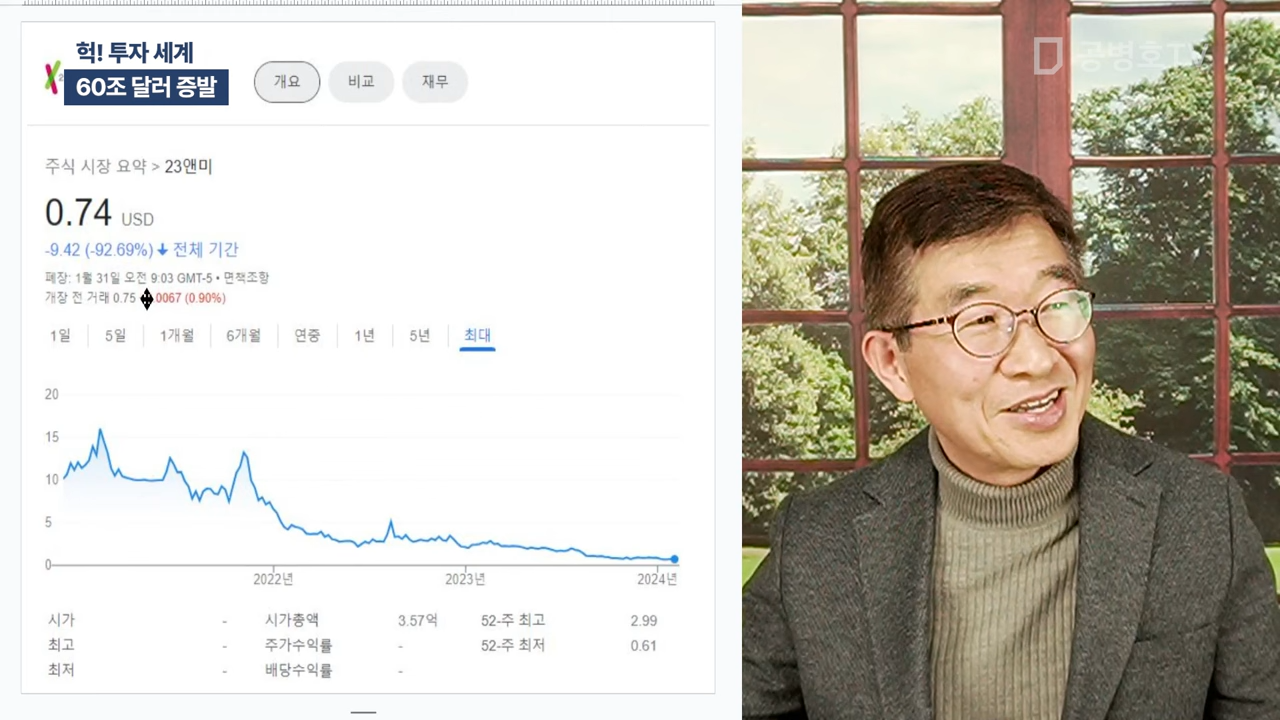 헉! 투자 세계
60조 달러 증발
개요
비교
재무
공병호TV
주식 시장 요약 > 23앤미
0.74 USD
-9.42 (-92.69%) 전체 기간
폐장: 1월 31일 오전 9:03 GMT-5 • 면책조항
개장 전 거래 0.75 0067 (0.90%)
1일 5일 1개월 6개월 연중 1년 5년 최대
20
15
10
5
0
2022년 2023년 2024년
시가 - 시가총액 3.57억 52-주 최고 2.99
최고 - 주가수익률 - 52-주 최저 0.61
최저 - 배당수익률 -